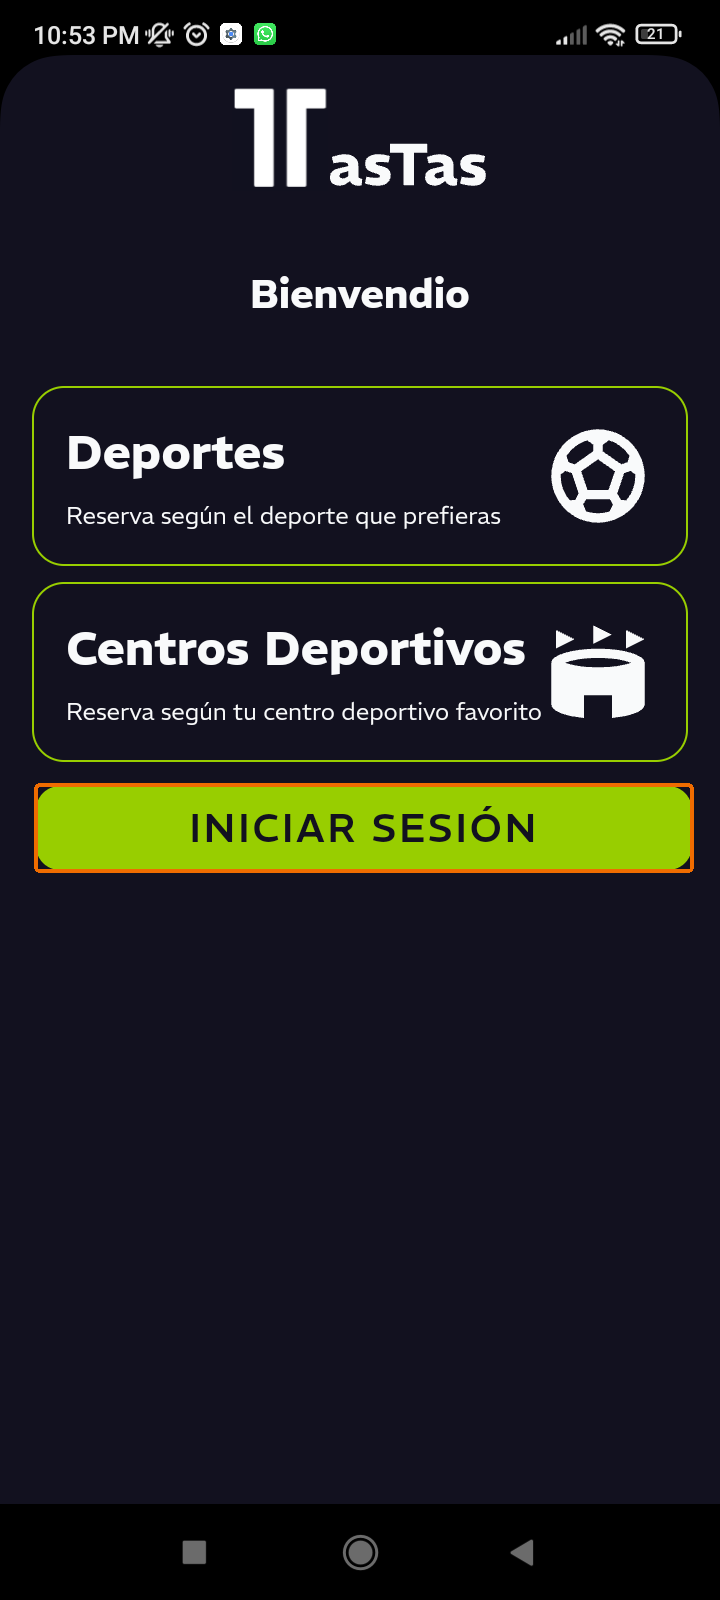 10:53 PM
21
TTasTas
Bienvendio
Deportes
Reserva según el deporte que prefieras
Centros Deportivos
Reserva según tu centro deportivo favorito
INICIAR SESIÓN